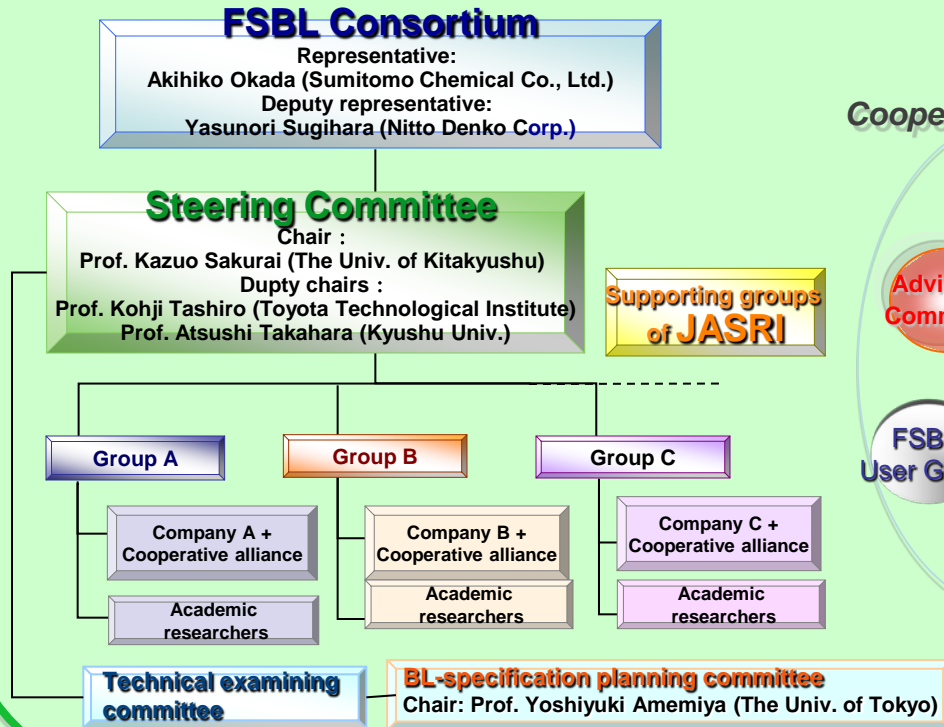 FSBL Consortium
Representative:
Akihiko Okada (Sumitomo Chemical Co., Ltd.)
Deputy representative:
Yasunori Sugihara (Nitto Denko Corp.)
Steering Committee
Chair :
Prof. Kazuo Sakurai (The Univ. of Kitakyushu)
Dupty chairs :
Prof. Kohji Tashiro (Toyota Technological Institute)
Prof. Atsushi Takahara (Kyushu Univ.)
Supporting groups
of JASRI
Group A
Company A +
Cooperative alliance
Academic
researchers
Group B
Company B +
Cooperative alliance
Academic
researchers
Group C
Company C +
Cooperative alliance
Academic
researchers
Technical examining
committee
BL-specification planning committee
Chair: Prof. Yoshiyuki Amemiya (The Univ. of Tokyo)
User